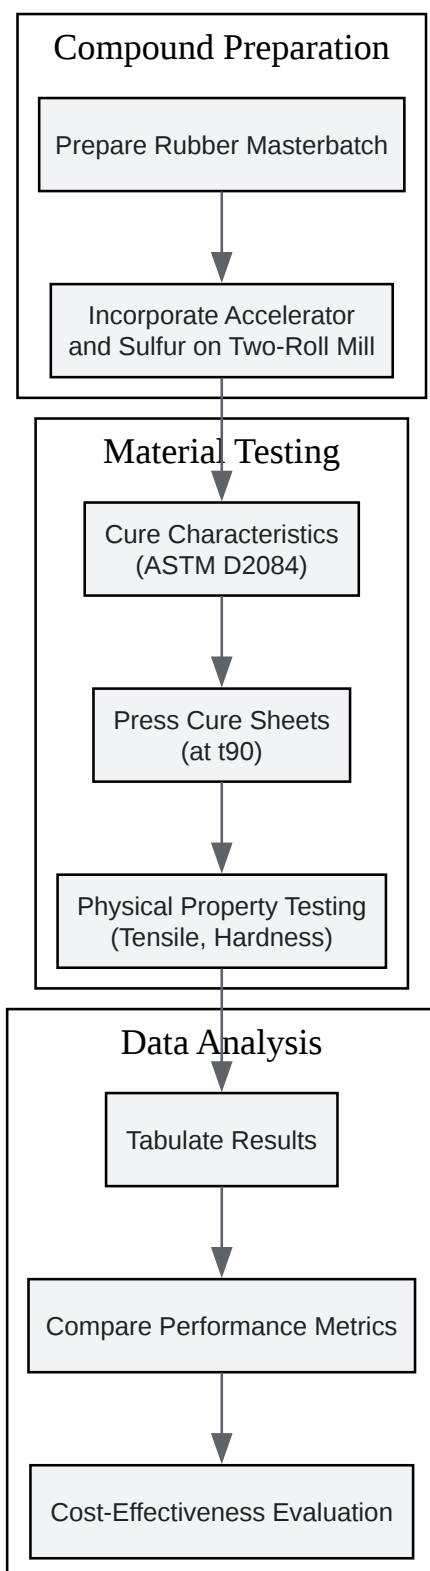 Compound Preparation
Prepare Rubber Masterbatch
Incorporate Accelerator
and Sulfur on Two-Roll Mill
Material Testing
Cure Characteristics
(ASTM D2084)
Press Cure Sheets
(at t90)
Physical Property Testing
(Tensile, Hardness)
Data Analysis
Tabulate Results
Compare Performance Metrics
Cost-Effectiveness Evaluation